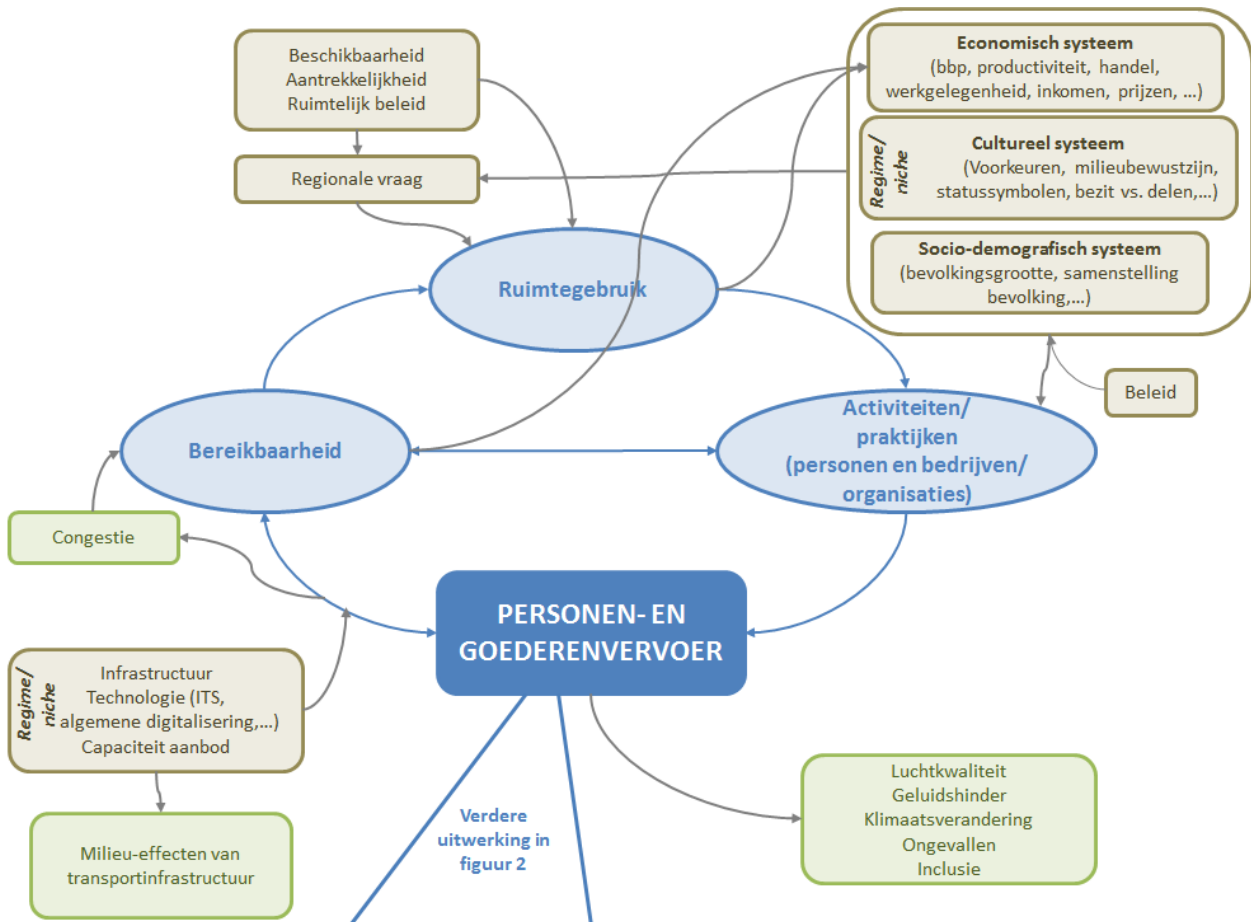 Beschikbaarheid
Aantrekkelijkheid
Ruimtelijk beleid
Regionale vraag
Economisch systeem
(bbp, productiviteit, handel,
werkgelegenheid, inkomen, prijzen, ...)
Regime/
niche
Cultureel systeem
(Voorkeuren, milieubewustzijn,
statussymbolen, bezit vs. delen,...)
Socio-demografisch systeem
(bevolkingsgrootte, samenstelling
bevolking,...)
Beleid
Ruimtegebruik
Bereikbaarheid
Activiteiten/
praktijken
(personen en bedrijven/
organisaties)
Congestie
PERSONEN- EN
GOEDERENVERVOER
Regime/
niche
Infrastructuur
Technologie (ITS,
algemene digitalisering,...)
Capaciteit aanbod
Milieu-effecten van
transportinfrastructuur
Verdere
uitwerking in
figuur 2
Luchtkwaliteit
Geluidshinder
Klimaatsverandering
Ongevallen
Inclusie